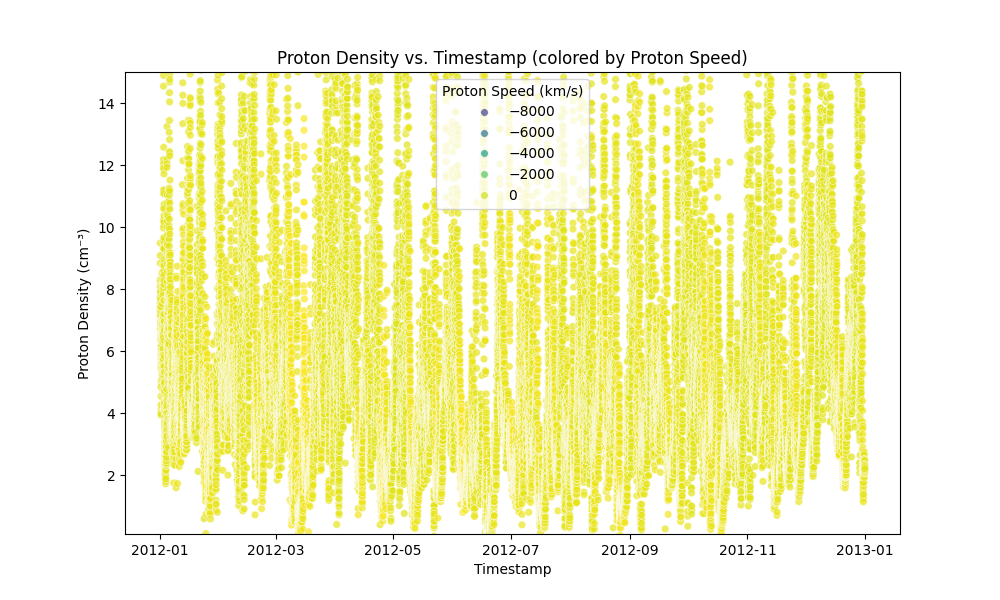 Proton Density vs. Timestamp (colored by Proton Speed)
Proton Speed (km/s)
−8000
−6000
−4000
−2000
0
14
12
10
8
6
4
2
Proton Density (cm⁻³)
2012-01 2012-03 2012-05 2012-07 2012-09 2012-11 2013-01
Timestamp